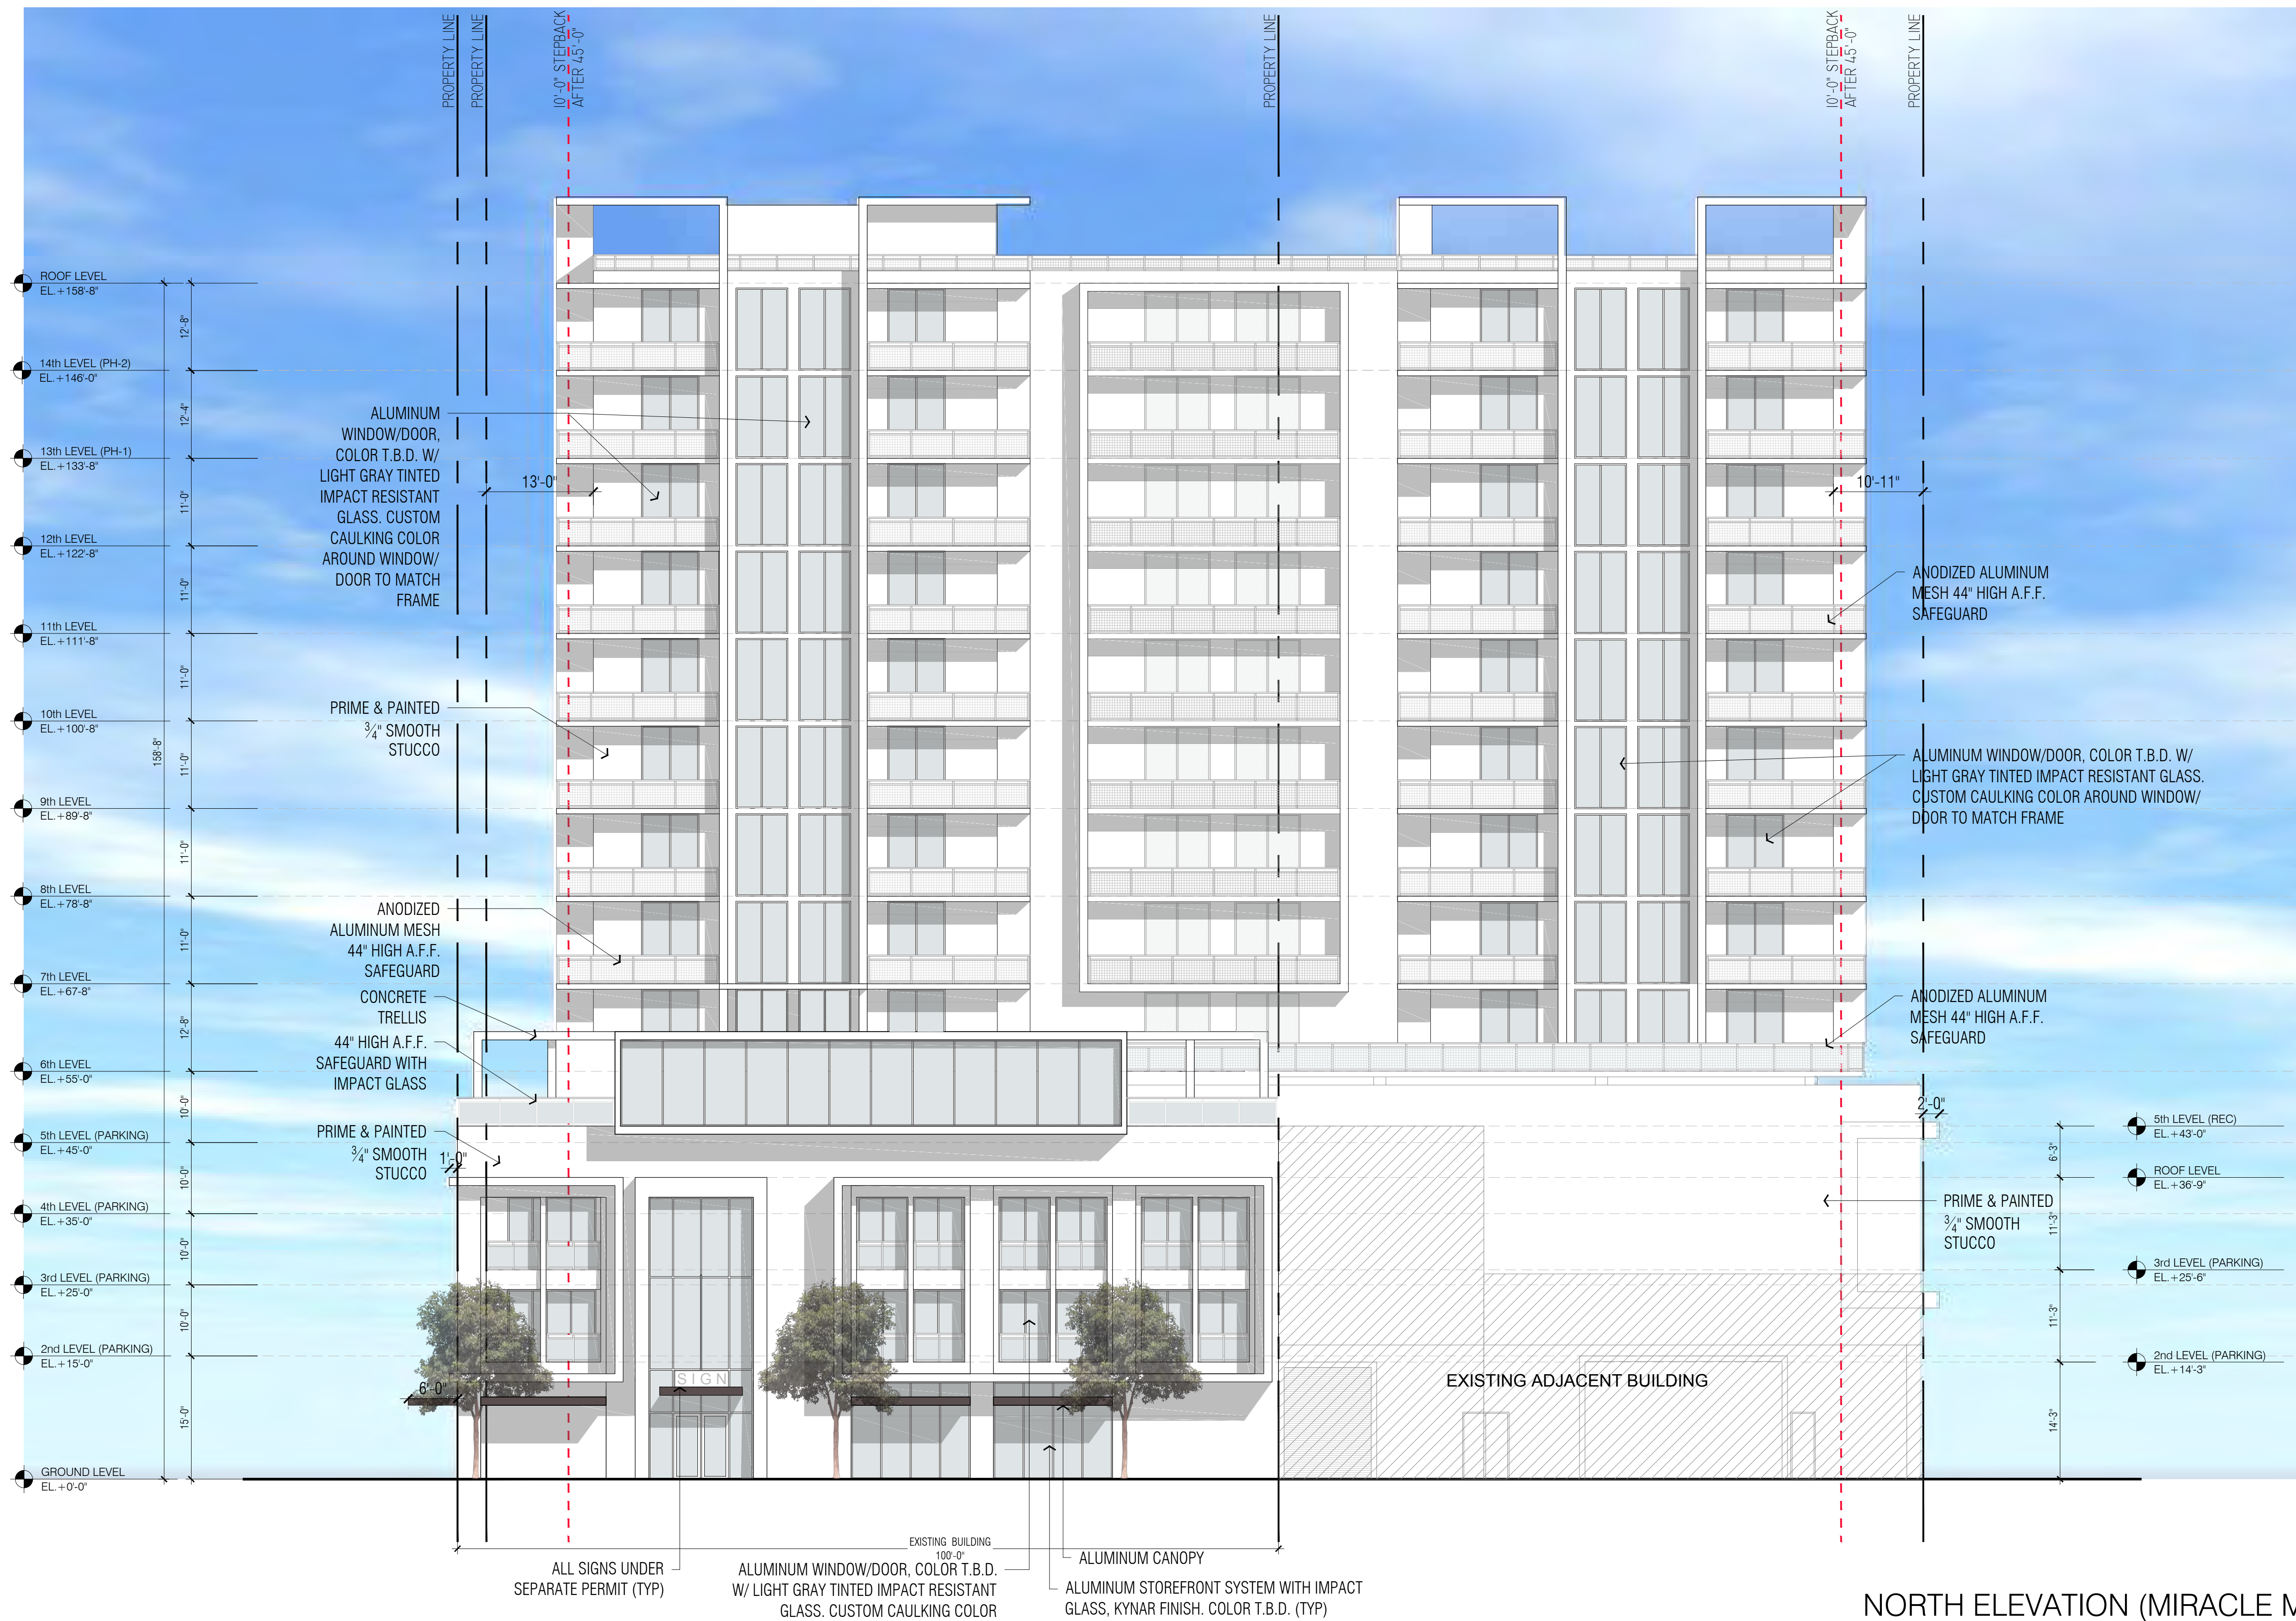 PROPERTY LINE
PROPERTY LINE
10'-0" STEPBACK
AFTER 45'-0"
PROPERTY LINE
10'-0" STEPBACK
AFTER 45'-0"
PROPERTY LINE
ROOF LEVEL
EL.+158'-8"
14th LEVEL (PH-2)
EL.+146'-0"
13th LEVEL (PH-1)
EL.+133'-8"
12th LEVEL
EL.+122'-8"
11th LEVEL
EL.+111'-8"
10th LEVEL
EL.+100'-8"
9th LEVEL
EL.+89'-8"
8th LEVEL
EL.+78'-8"
7th LEVEL
EL.+67-8"
6th LEVEL
EL.+55'-0"
5th LEVEL (PARKING)
EL.+45'-0"
4th LEVEL (PARKING)
EL.+35'-0"
3rd LEVEL (PARKING)
EL.+25'-0"
2nd LEVEL (PARKING)
EL.+15'-0"
GROUND LEVEL
EL.+0'-0"
158'-8"
12'-8"
12'-4"
11'-0"
11'-0"
11'-0"
11'-0"
11'-0"
11'-0"
11'-0"
12'-8"
10'-0"
10'-0"
10'-0"
10'-0"
15'-0"
ALUMINUM
WINDOW/DOOR,
COLOR T.B.D. W/
LIGHT GRAY TINTED
IMPACT RESISTANT
GLASS. CUSTOM
CAULKING COLOR
AROUND WINDOW/
DOOR TO MATCH
FRAME
13'-0"
PRIME & PAINTED
3/4" SMOOTH
STUCCO
ANODIZED
ALUMINUM MESH
44" HIGH A.F.F.
SAFEGUARD
CONCRETE
TRELLIS
44" HIGH A.F.F.
SAFEGUARD WITH
IMPACT GLASS
PRIME & PAINTED
3/4" SMOOTH
STUCCO
1'-0"
6'-0"
SIGN
10'-11"
ANODIZED ALUMINUM
MESH 44" HIGH A.F.F.
SAFEGUARD
ALUMINUM WINDOW/DOOR, COLOR T.B.D. W/
LIGHT GRAY TINTED IMPACT RESISTANT GLASS.
CUSTOM CAULKING COLOR AROUND WINDOW/
DOOR TO MATCH FRAME
ANODIZED ALUMINUM
MESH 44" HIGH A.F.F.
SAFEGUARD
2'-0"
5th LEVEL (REC)
EL.+43'-0"
ROOF LEVEL
EL.+36'-9"
3rd LEVEL (PARKING)
EL.+25'-6"
2nd LEVEL (PARKING)
EL.+14'-3"
6'-3"
11'-3"
11'-3"
14'-3"
PRIME & PAINTED
3/4" SMOOTH
STUCCO
EXISTING ADJACENT BUILDING
EXISTING BUILDING
100'-0"
ALL SIGNS UNDER
SEPARATE PERMIT (TYP)
ALUMINUM WINDOW/DOOR, COLOR T.B.D.
W/ LIGHT GRAY TINTED IMPACT RESISTANT
GLASS. CUSTOM CAULKING COLOR
ALUMINUM CANOPY
ALUMINUM STOREFRONT SYSTEM WITH IMPACT
GLASS, KYNAR FINISH. COLOR T.B.D. (TYP)
NORTH ELEVATION (MIRACLE M